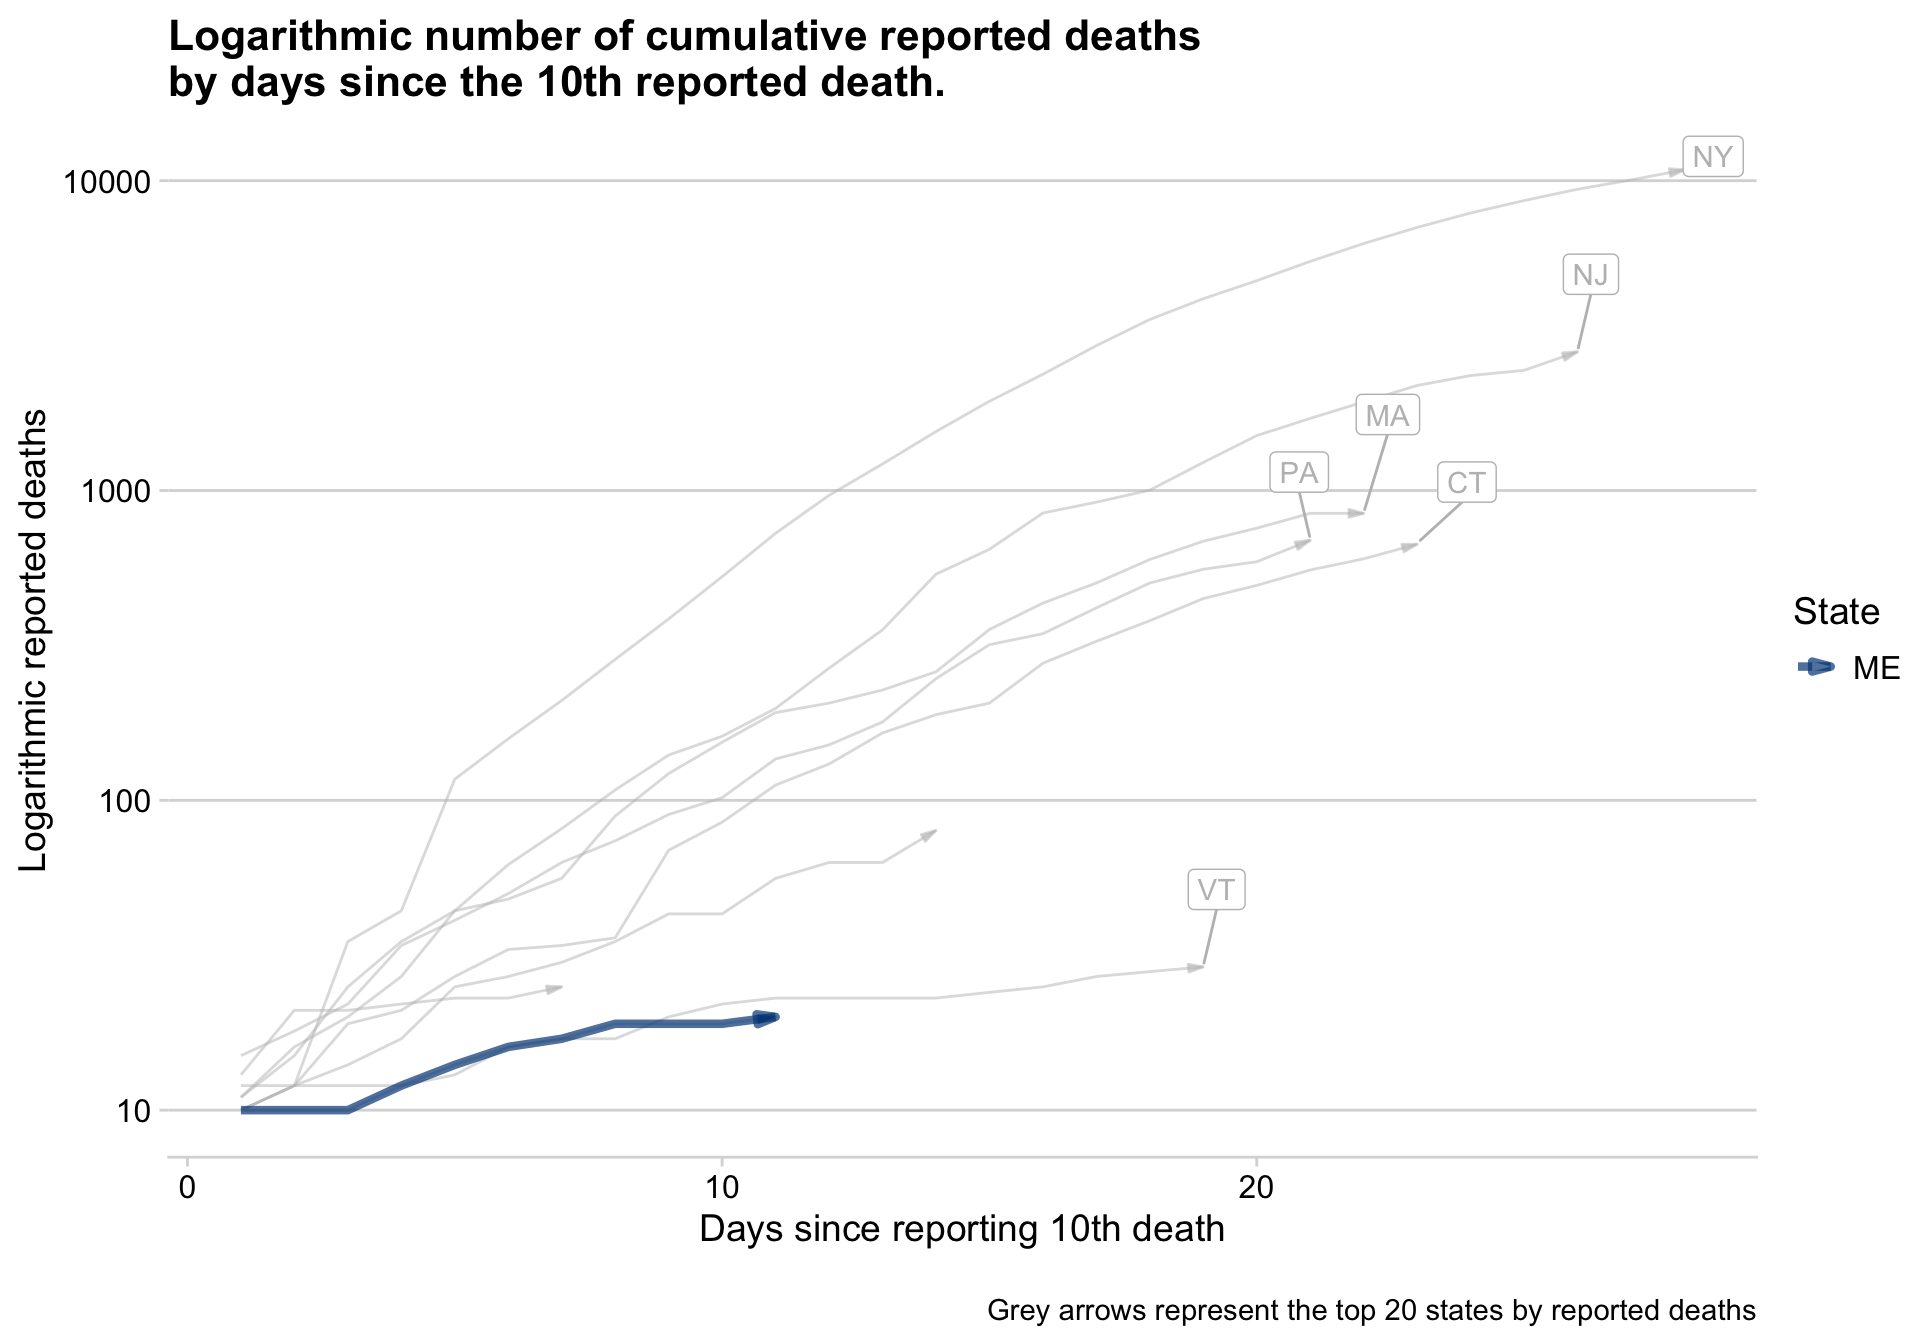 Logarithmic number of cumulative reported deaths
by days since the 10th reported death.
Logarithmic reported deaths
10000
1000
100
10
NY
NJ
MA
PA
CT
VT
State
ME
0
10
20
Days since reporting 10th death
Grey arrows represent the top 20 states by reported deaths